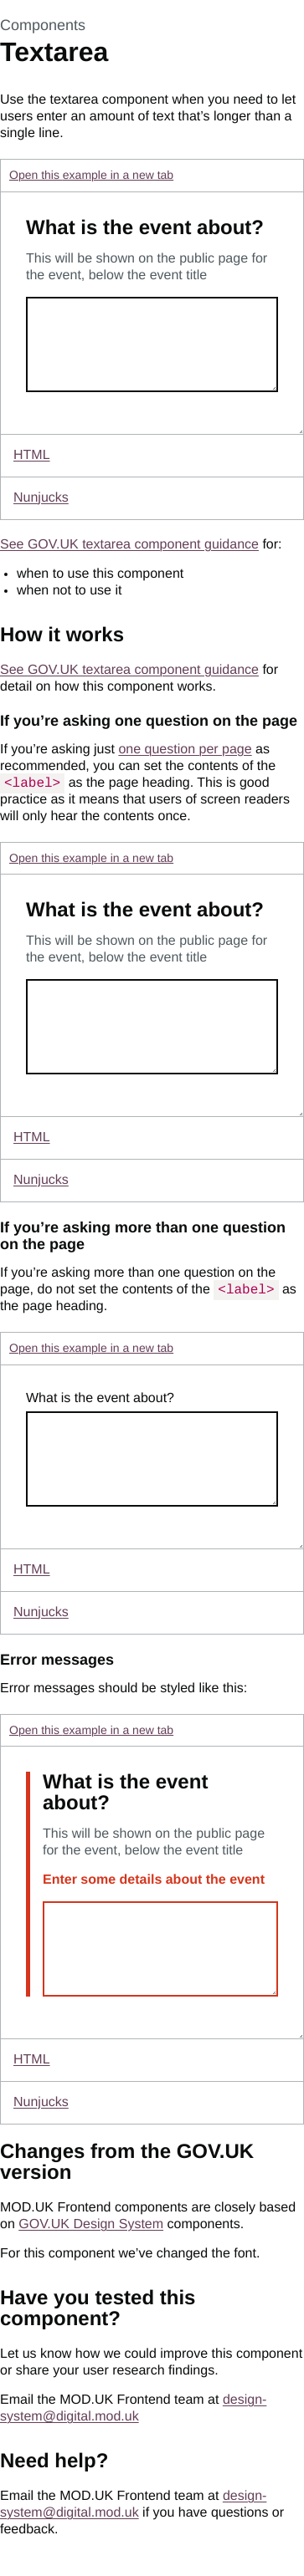 Components
Textarea
Use the textarea component when you need to let
users enter an amount of text that’s longer than a
single line.
Open this example in a new tab
What is the event about?
This will be shown on the public page for
the event, below the event title
HTML
Nunjucks
See GOV.UK textarea component guidance for:
• when to use this component
• when not to use it
How it works
See GOV.UK textarea component guidance for
detail on how this component works.
If you’re asking one question on the page
If you’re asking just one question per page as
recommended, you can set the contents of the
<label> as the page heading. This is good
practice as it means that users of screen readers
will only hear the contents once.
Open this example in a new tab
What is the event about?
This will be shown on the public page for
the event, below the event title
HTML
Nunjucks
If you’re asking more than one question
on the page
If you’re asking more than one question on the
page, do not set the contents of the <label> as
the page heading.
Open this example in a new tab
What is the event about?
HTML
Nunjucks
Error messages
Error messages should be styled like this:
Open this example in a new tab
What is the event
about?
This will be shown on the public page
for the event, below the event title
Enter some details about the event
HTML
Nunjucks
Changes from the GOV.UK
version
MOD.UK Frontend components are closely based
on GOV.UK Design System components.
For this component we’ve changed the font.
Have you tested this
component?
Let us know how we could improve this component
or share your user research findings.
Email the MOD.UK Frontend team at design-
system@digital.mod.uk
Need help?
Email the MOD.UK Frontend team at design-
system@digital.mod.uk if you have questions or
feedback.